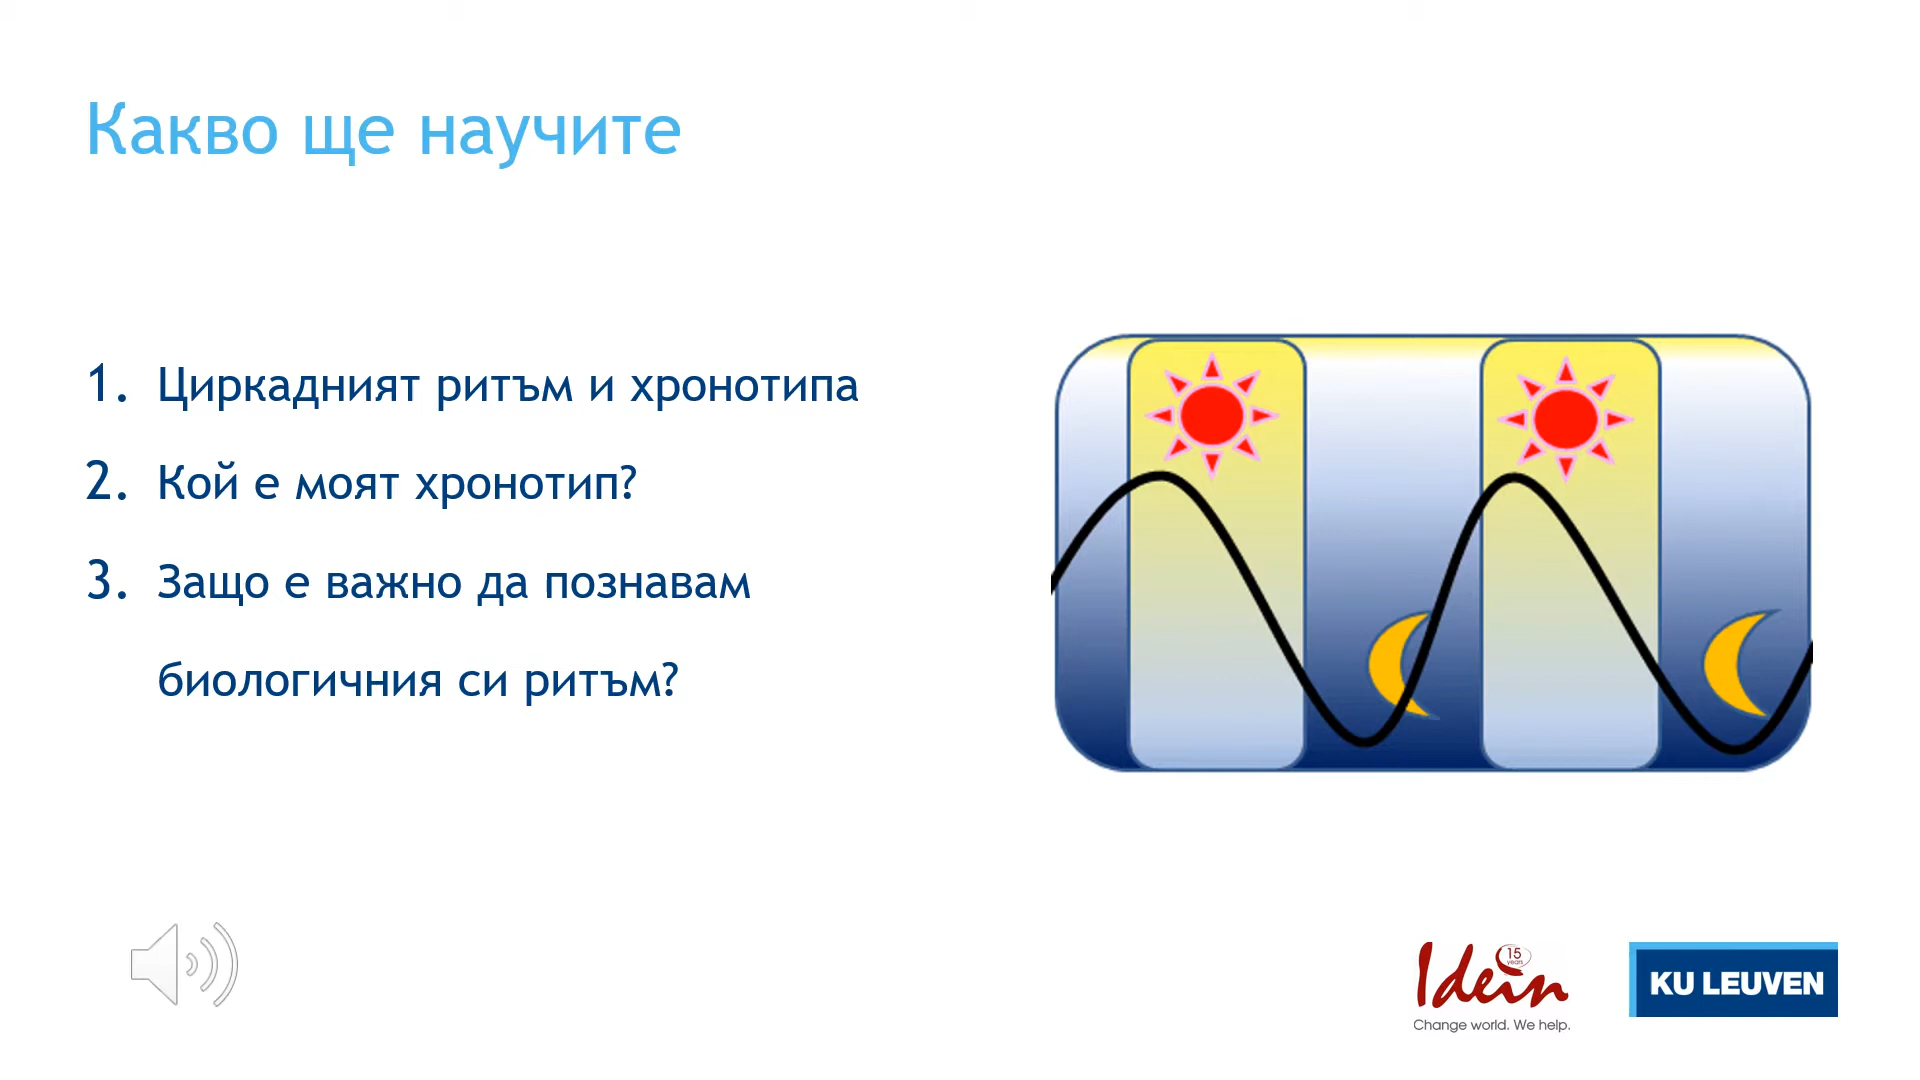 Какво ще научите
1. Циркадният ритъм и хронотипа
2. Кой е моят хронотип?
3. Защо е важно да познавам
биологичния си ритъм?
Idein
15
years
Change world. We help.
KU LEUVEN